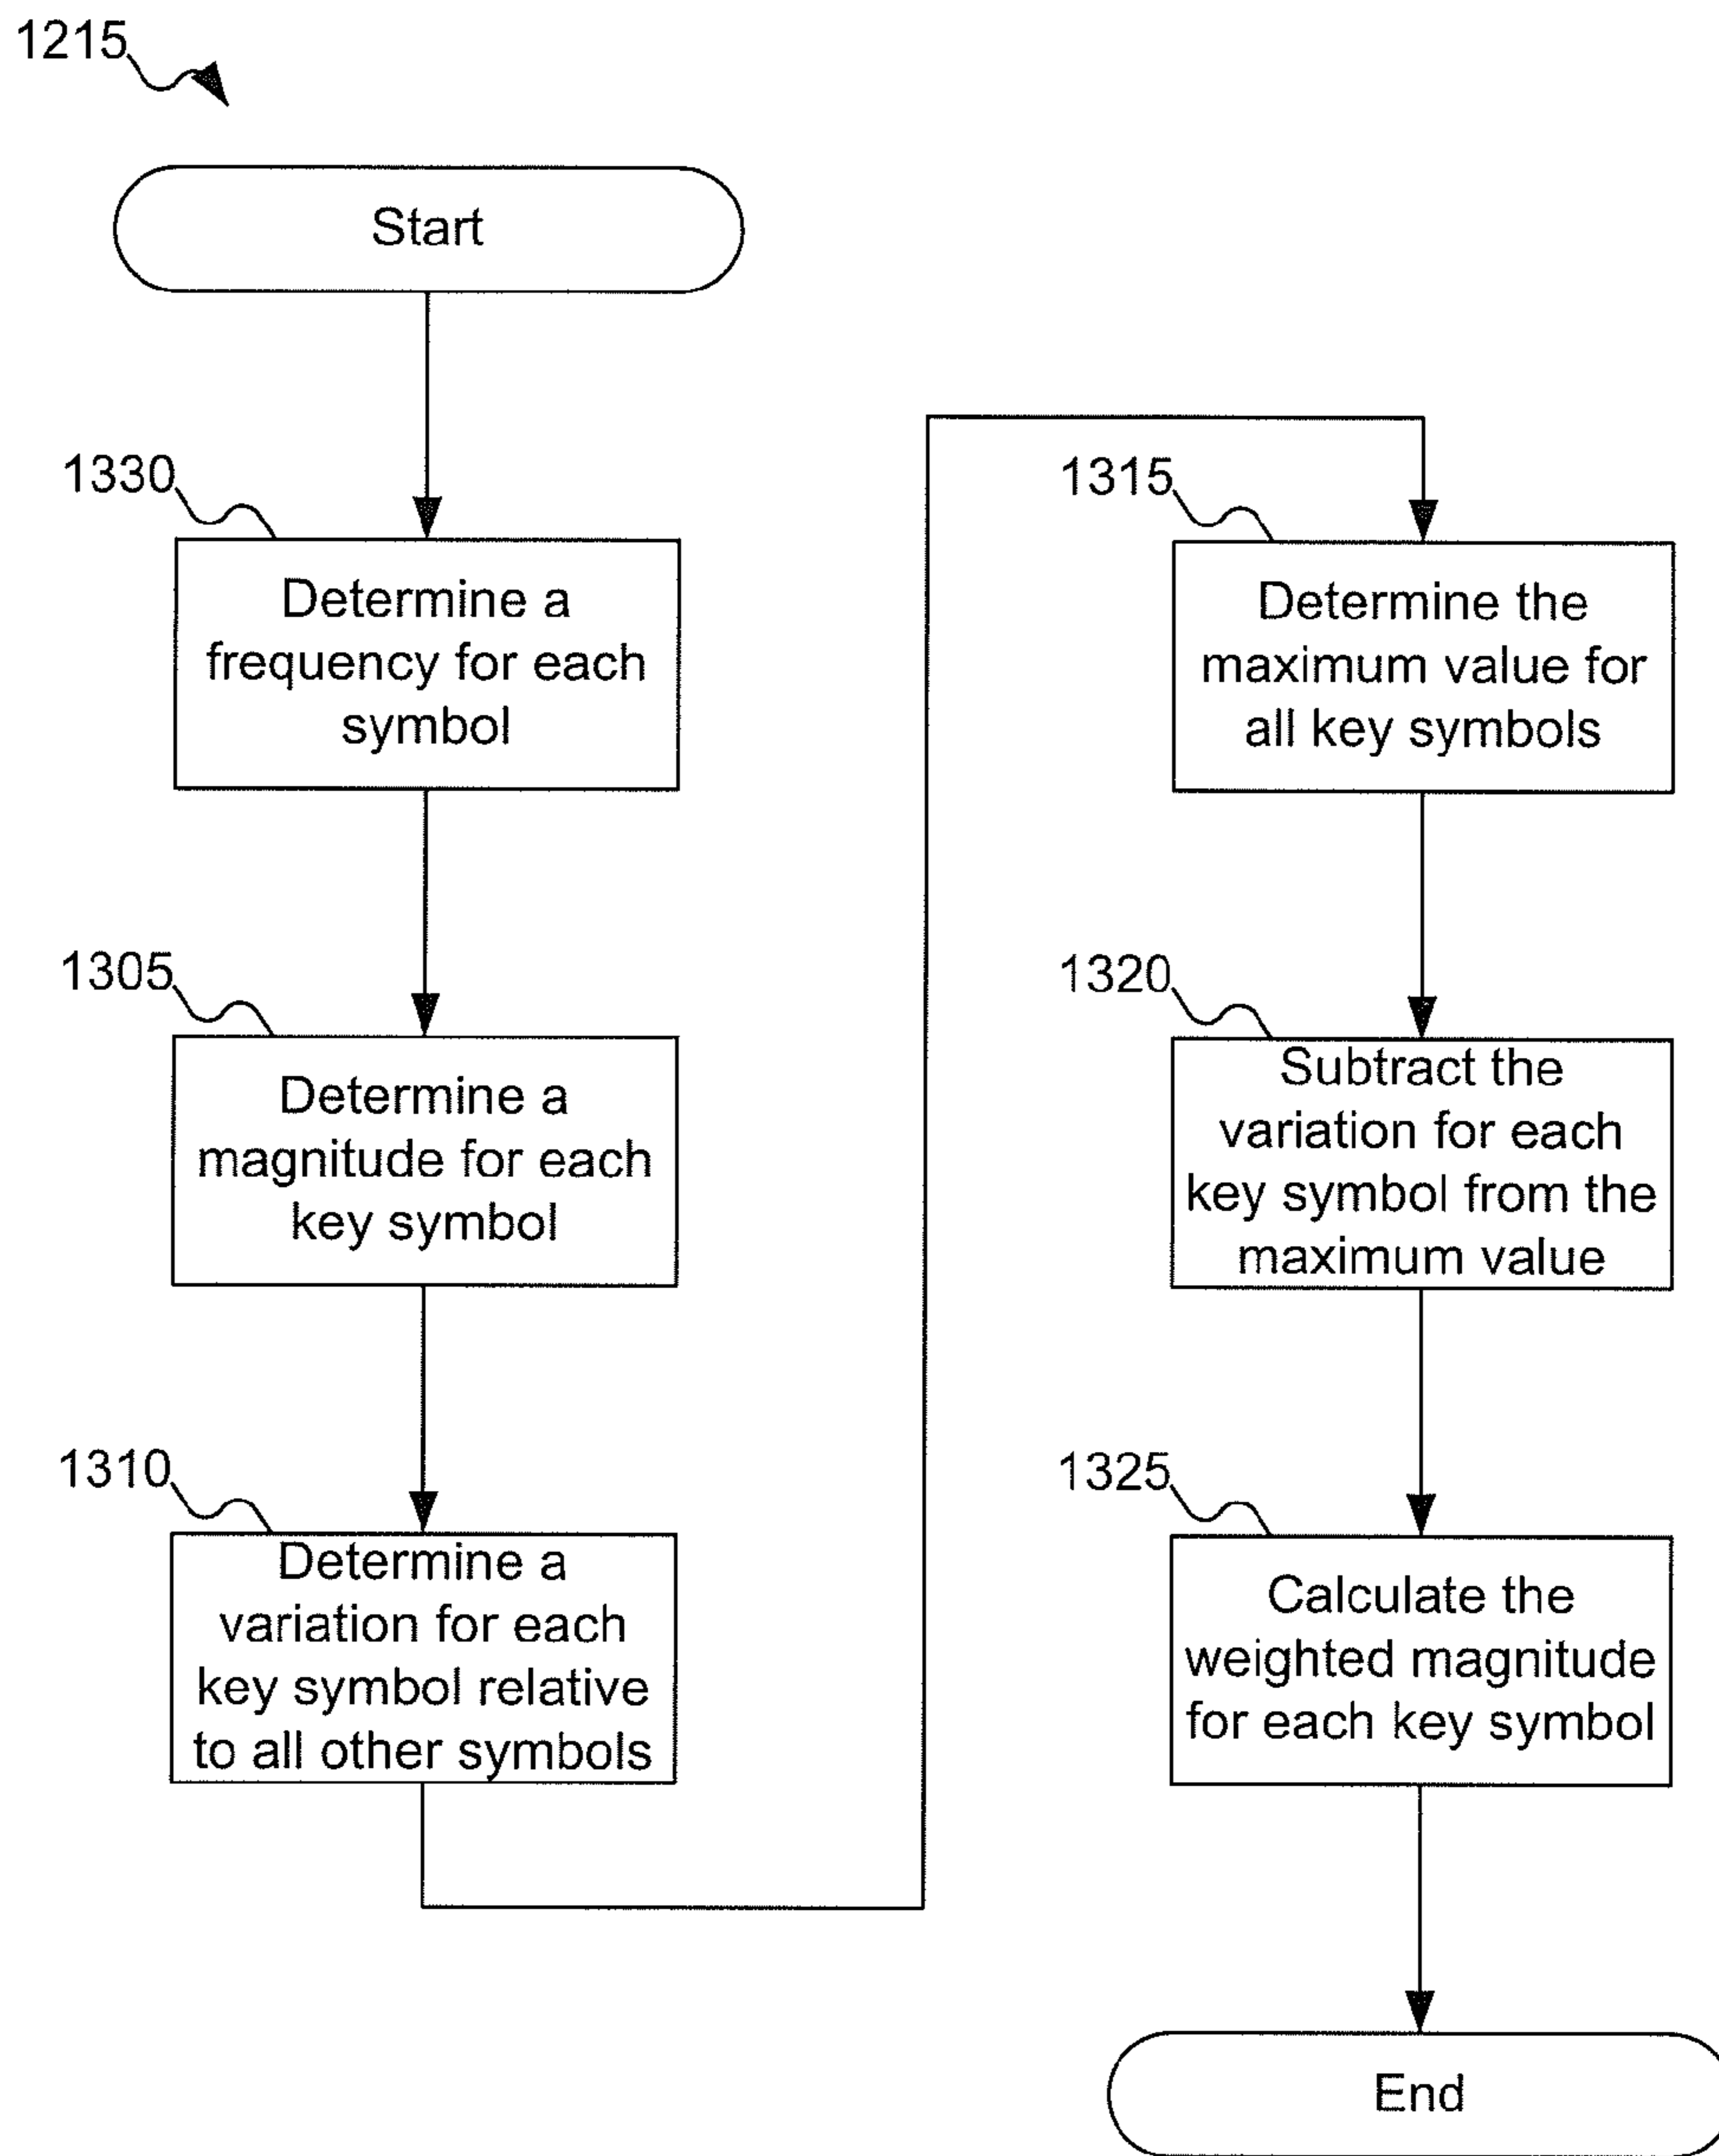 1215
Start
1330
Determine a
frequency for each
symbol
1305
Determine a
magnitude for each
key symbol
1310
Determine a
variation for each
key symbol relative
to all other symbols
1315
Determine the
maximum value for
all key symbols
1320
Subtract the
variation for each
key symbol from the
maximum value
1325
Calculate the
weighted magnitude
for each key symbol
End